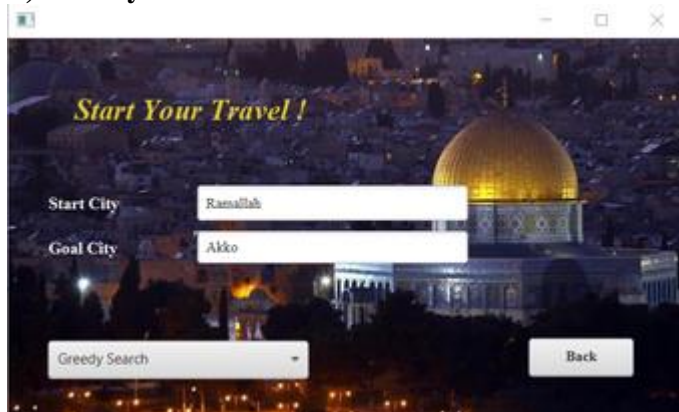 Start Your Travel !
Start City
Ramallah
Goal City
Akko
Greedy Search
Back